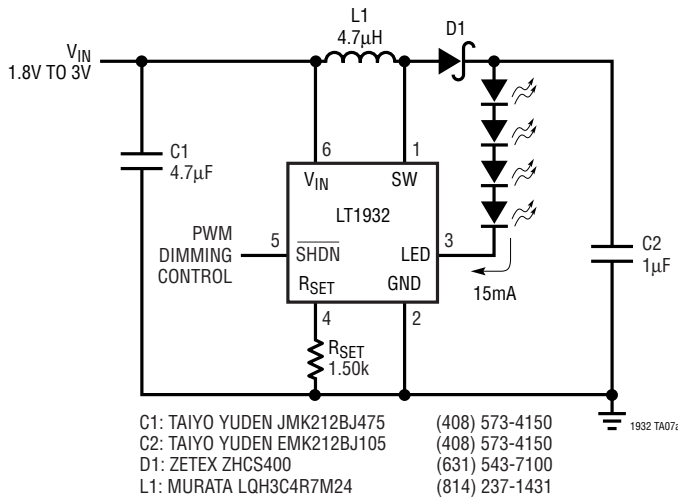 L1
4.7µH
D1
VIN
1.8V TO 3V
C1
4.7µF
6
1
VIN
SW
LT1932
PWM
DIMMING
CONTROL
5
SHDN
LED
3
RSET
GND
15mA
C2
1µF
4
2
RSET
1.50k
1932 TA07a
C1: TAIYO YUDEN JMK212BJ475 (408) 573-4150
C2: TAIYO YUDEN EMK212BJ105 (408) 573-4150
D1: ZETEX ZHCS400 (631) 543-7100
L1: MURATA LQH3C4R7M24 (814) 237-1431